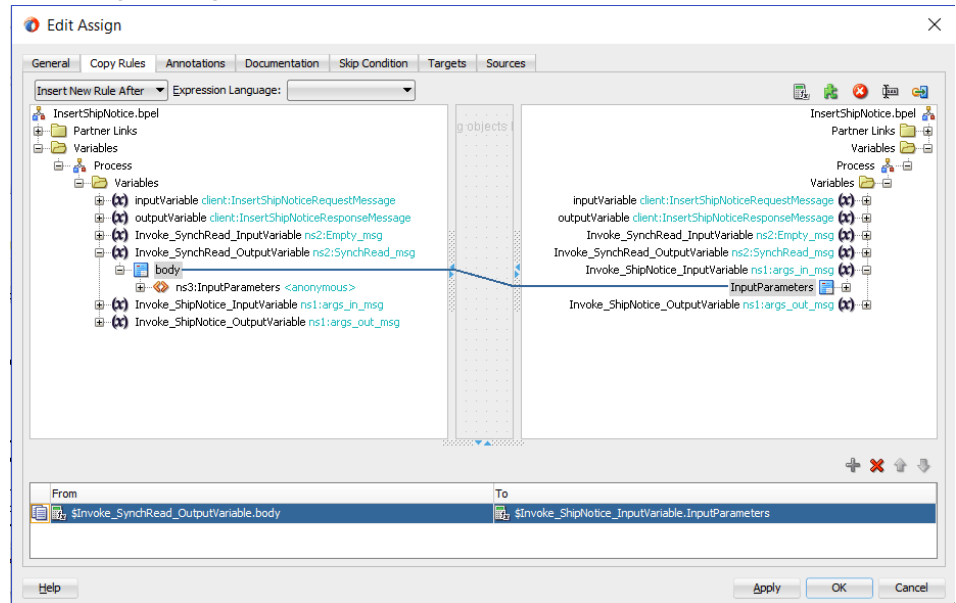 Edit Assign
General Copy Rules Annotations Documentation Skip Condition Targets Sources
Insert New Rule After Expression Language:
InsertShipNotice.bpel
Partner Links
Variables
Process
Variables
inputVariable client:InsertShipNoticeRequestMessage
outputVariable client:InsertShipNoticeResponseMessage
Invoke_SynchRead_InputVariable ns2:Empty_msg
Invoke_SynchRead_OutputVariable ns2:SynchRead_msg
body
ns3:InputParameters <anonymous>
Invoke_ShipNotice_InputVariable ns1:args_in_msg
Invoke_ShipNotice_OutputVariable ns1:args_out_msg
g objects
InsertShipNotice.bpel
Partner Links
Variables
Process
Variables
inputVariable client:InsertShipNoticeRequestMessage
outputVariable client:InsertShipNoticeResponseMessage
Invoke_SynchRead_InputVariable ns2:Empty_msg
Invoke_SynchRead_OutputVariable ns2:SynchRead_msg
Invoke_ShipNotice_InputVariable ns1:args_in_msg
InputParameters
Invoke_ShipNotice_OutputVariable ns1:args_out_msg
From To
$Invoke_SynchRead_OutputVariable.body $Invoke_ShipNotice_InputVariable.InputParameters
Help Apply OK Cancel